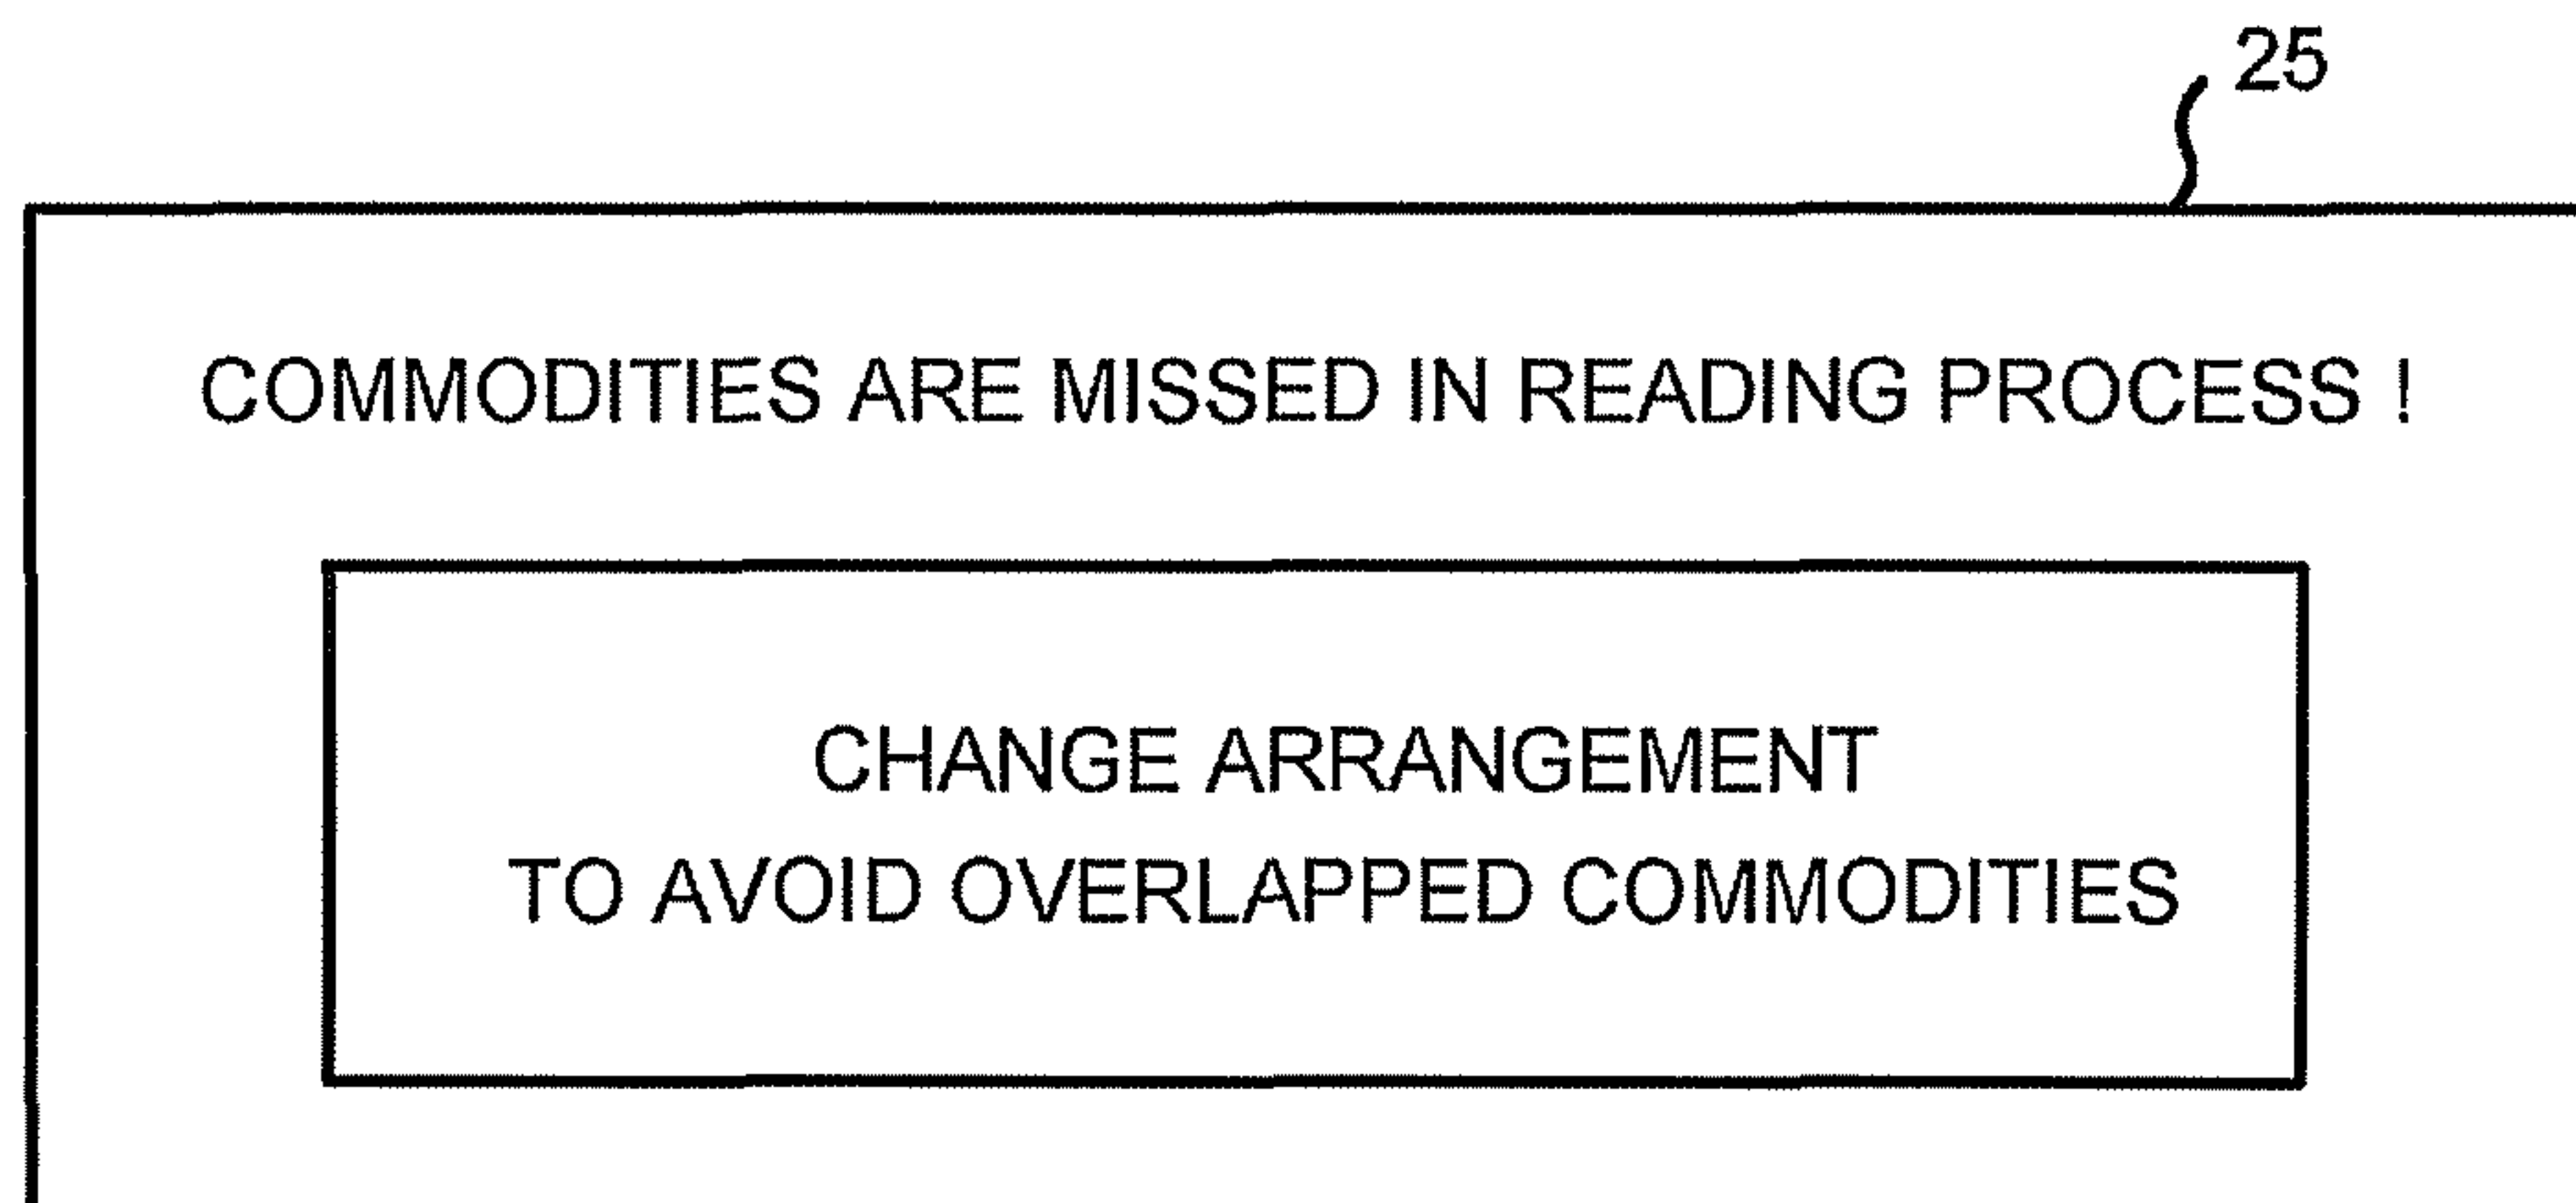 25
COMMODITIES ARE MISSED IN READING PROCESS !
CHANGE ARRANGEMENT
TO AVOID OVERLAPPED COMMODITIES